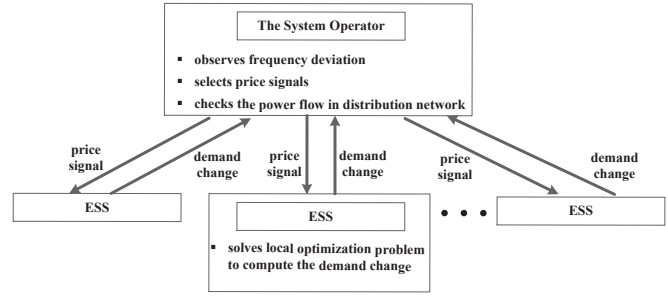 The System Operator
▪ observes frequency deviation
▪ selects price signals
▪ checks the power flow in distribution network
price
signal
demand
change
price
signal
demand
change
price
signal
demand
change
ESS
ESS
▪ solves local optimization problem
to compute the demand change
• • •
ESS